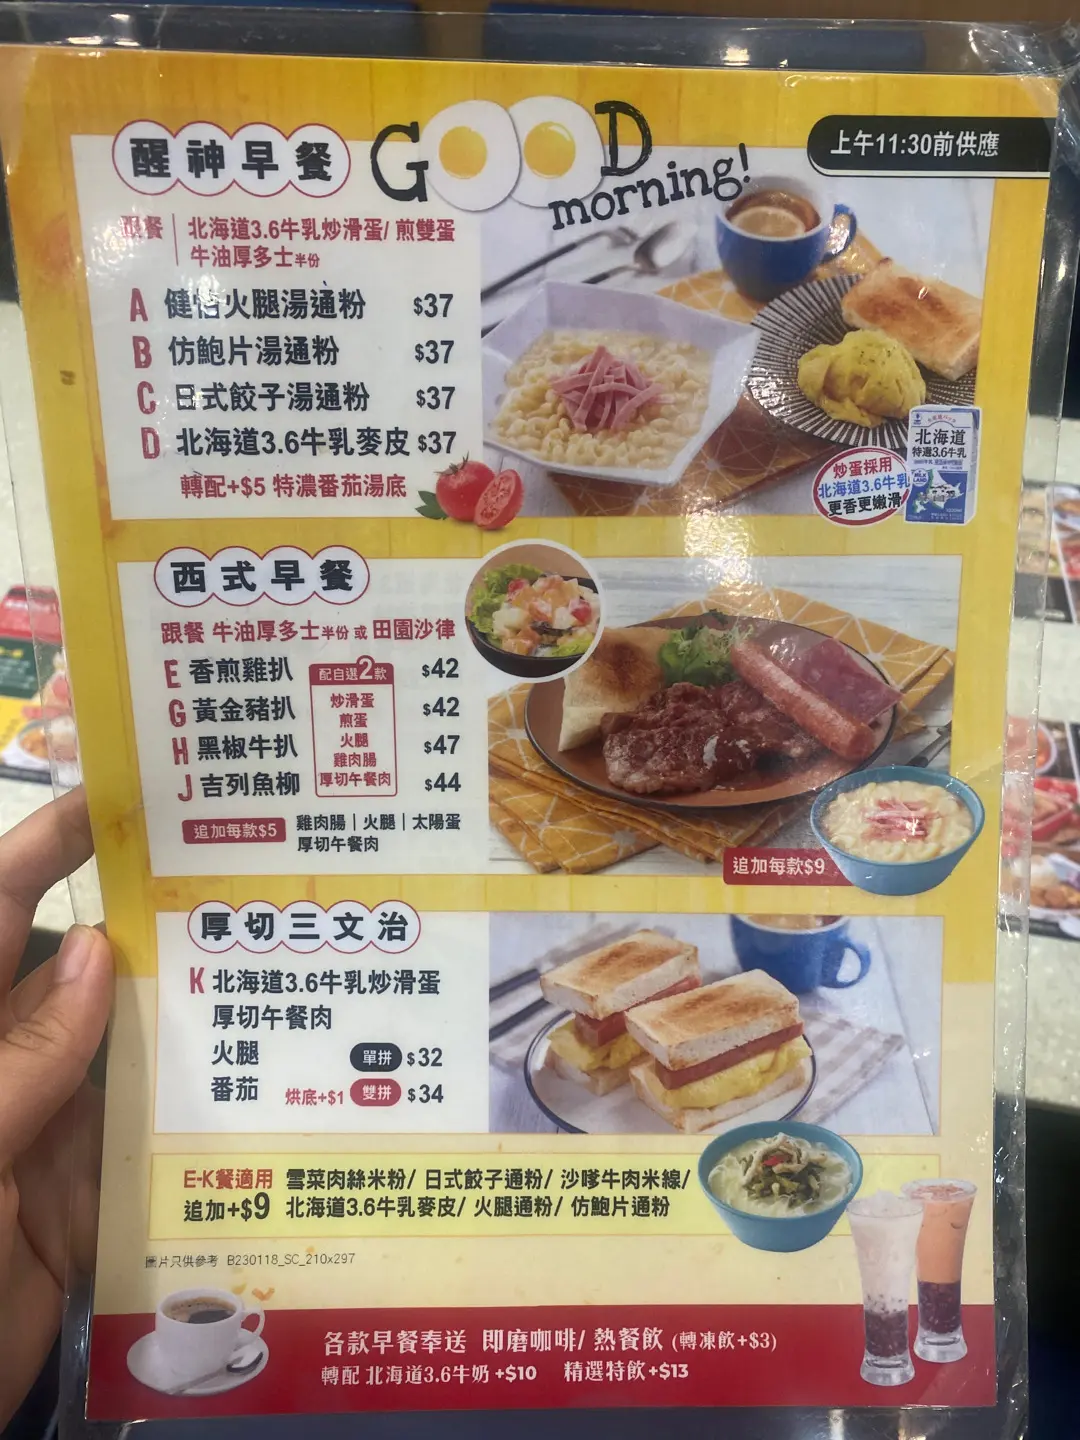 醒神早餐
GOOD
morning!
上午11:30前供應
跟餐 北海道3.6牛乳炒滑蛋/ 煎雙蛋
牛油厚多士半份
A 健怡火腿湯通粉 $37
B 仿鮑片湯通粉 $37
C 日式餃子湯通粉 $37
D 北海道3.6牛乳麥皮 $37
轉配+$5 特濃番茄湯底
炒蛋採用
北海道3.6牛乳
更香更嫩滑
北海道
特選3.6牛乳
西式早餐
跟餐 牛油厚多士半份 或 田園沙律
E 香煎雞扒 $42
G 黃金豬扒 $42
H 黑椒牛扒 $47
J 吉列魚柳 $44
配自選2款
炒滑蛋
煎蛋
火腿
雞肉腸
厚切午餐肉
追加每款$5 雞肉腸 | 火腿 | 太陽蛋
厚切午餐肉
追加每款$9
厚切三文治
K 北海道3.6牛乳炒滑蛋
厚切午餐肉
火腿 單拼 $32
番茄 烘底+$1 雙拼 $34
E-K餐適用 雪菜肉絲米粉/ 日式餃子通粉/ 沙嗲牛肉米線/
追加+$9 北海道3.6牛乳麥皮/ 火腿通粉/ 仿鮑片通粉
圖片只供參考 B230118_SC_210x297
各款早餐奉送 即磨咖啡/ 熱餐飲 (轉凍飲+$3)
轉配 北海道3.6牛奶 +$10 精選特飲 +$13